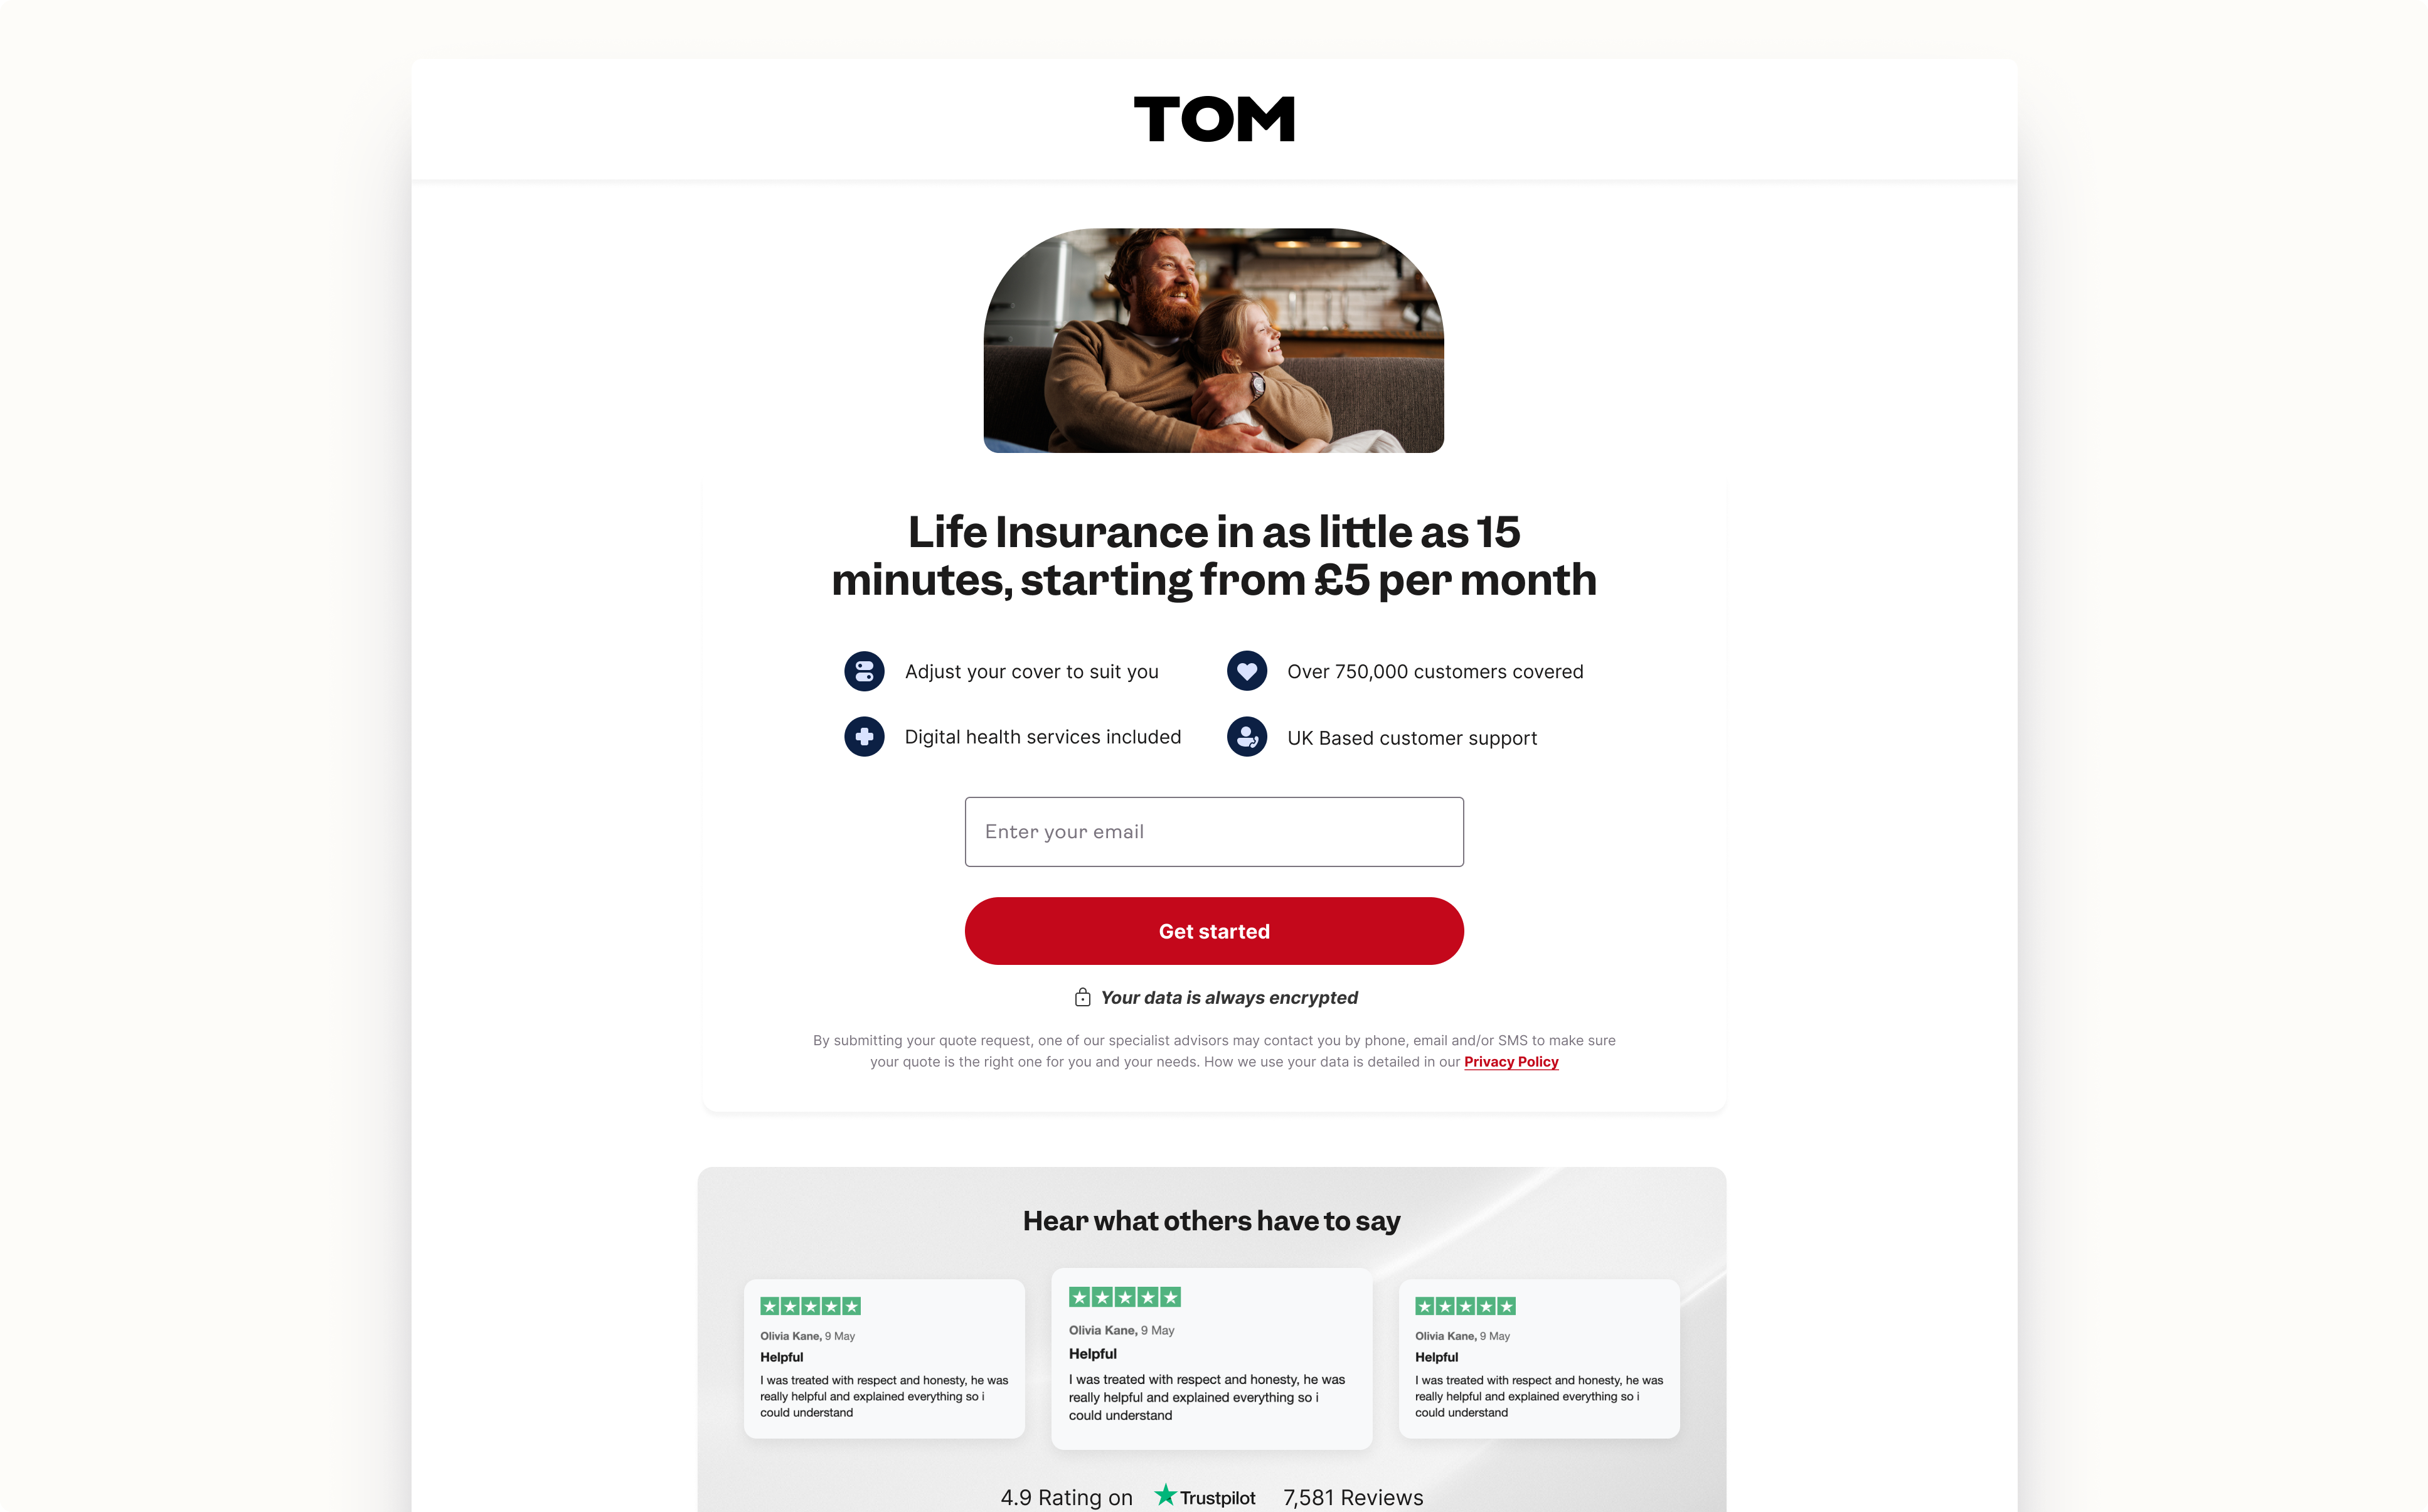 TOM
Life Insurance in as little as 15
minutes, starting from £5 per month
Adjust your cover to suit you
Over 750,000 customers covered
Digital health services included
UK Based customer support
Enter your email
Get started
Your data is always encrypted
By submitting your quote request, one of our specialist advisors may contact you by phone, email and/or SMS to make sure
your quote is the right one for you and your needs. How we use your data is detailed in our Privacy Policy
Hear what others have to say
Olivia Kane, 9 May
Helpful
I was treated with respect and honesty, he was
really helpful and explained everything so i
could understand
Olivia Kane, 9 May
Helpful
I was treated with respect and honesty, he was
really helpful and explained everything so i
could understand
Olivia Kane, 9 May
Helpful
I was treated with respect and honesty, he was
really helpful and explained everything so i
could understand
4.9 Rating on Trustpilot 7,581 Reviews